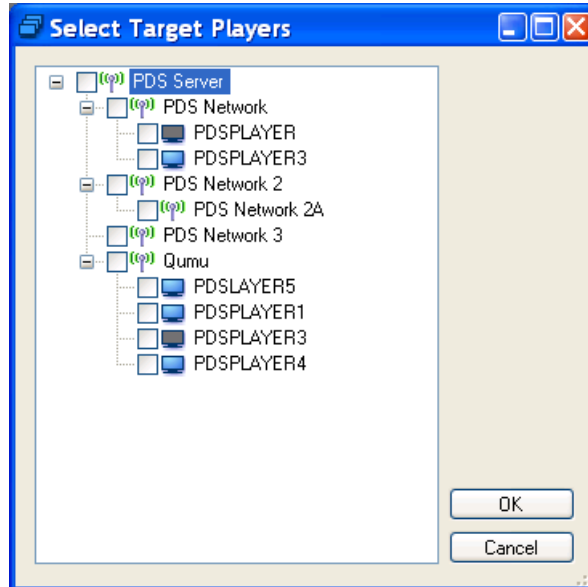 Select Target Players
PDS Server
PDS Network
PDSPLAYER
PDSPLAYER3
PDS Network 2
PDS Network 2A
PDS Network 3
Qumu
PDSLAYER5
PDSPLAYER1
PDSPLAYER3
PDSPLAYER4
OK
Cancel